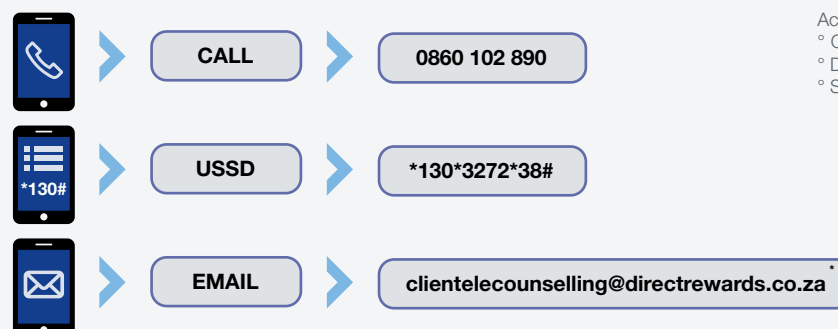 CALL
0860 102 890
*130#
USSD
*130*3272*38#
EMAIL
clientelecounselling@directrewards.co.za*